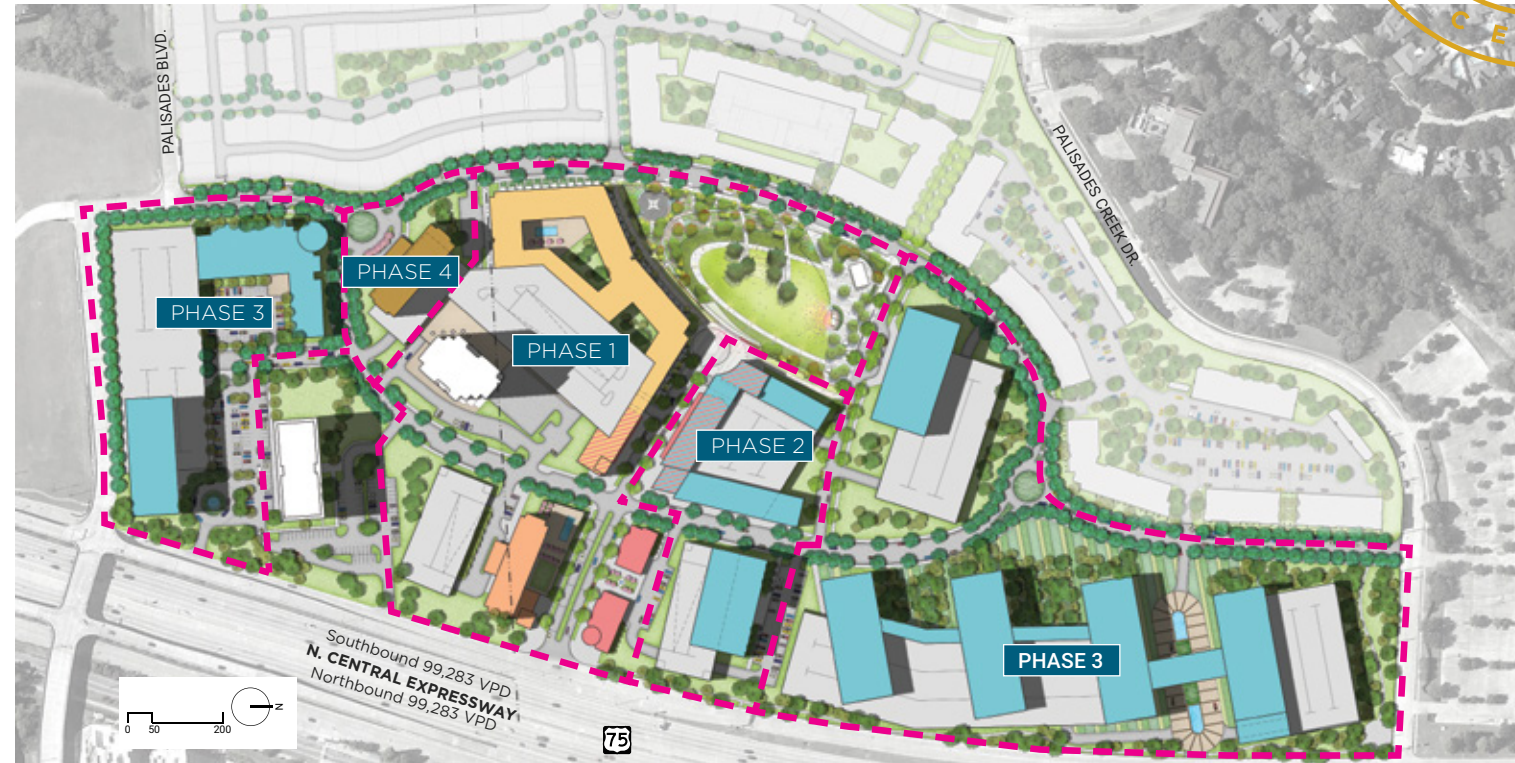 C E
PALISADES BLVD.
PALISADES CREEK DR.
PHASE 4
PHASE 3
PHASE 1
PHASE 2
PHASE 3
Southbound 99,283 VPD
N. CENTRAL EXPRESSWAY
Northbound 99,283 VPD
75
0 50 200
N